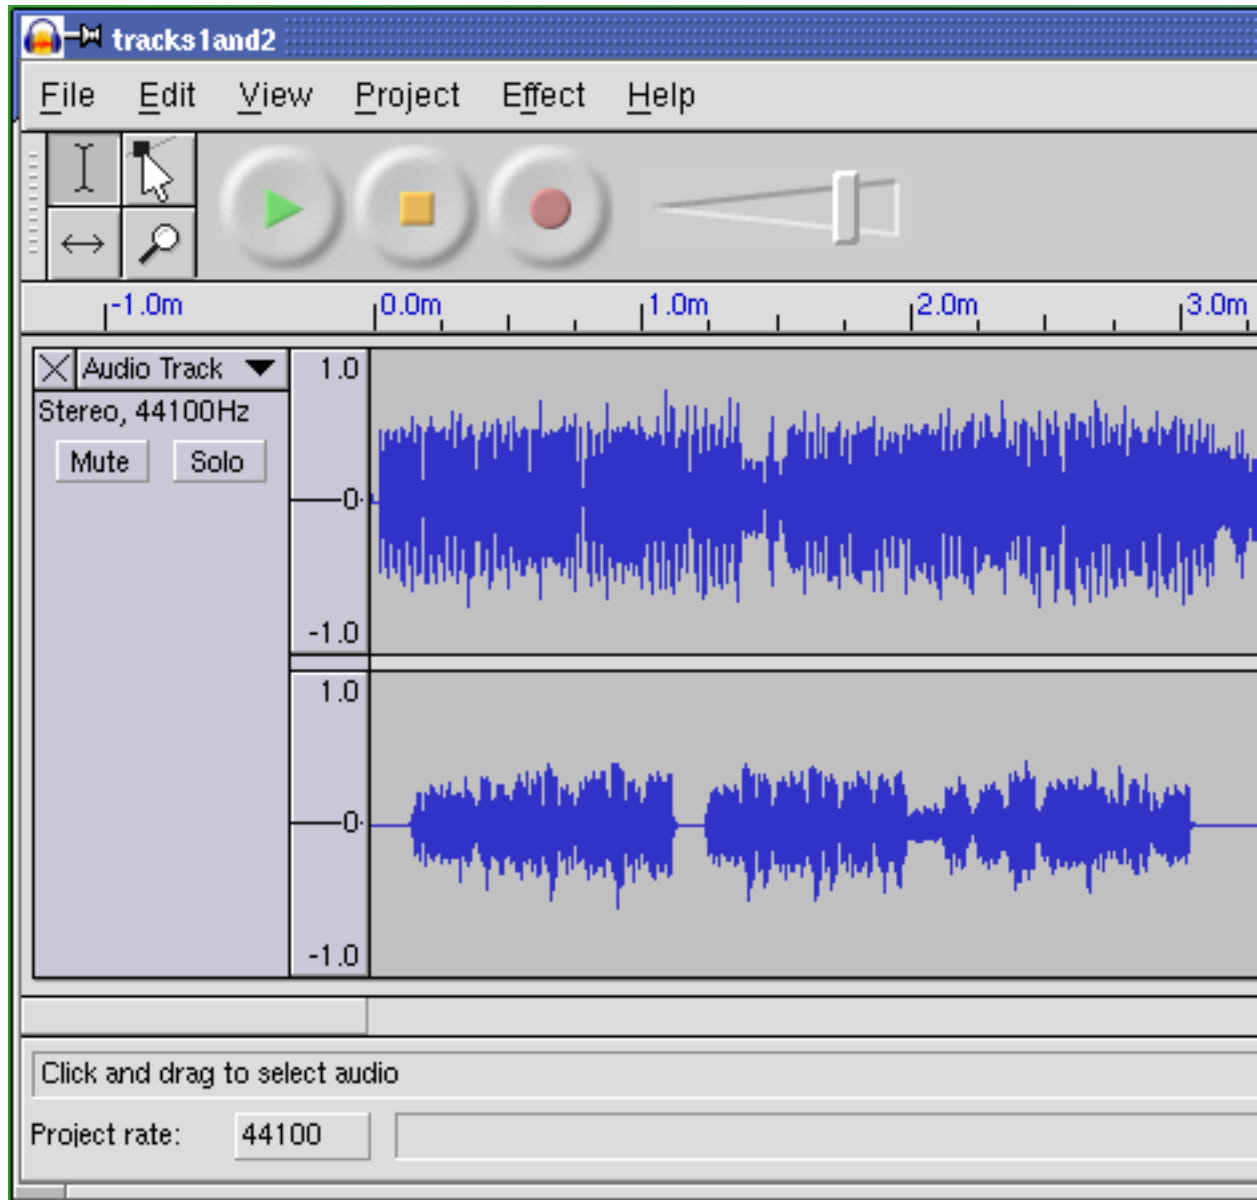 tracks1and2
File Edit View Project Effect Help
-1.0m 0.0m 1.0m 2.0m 3.0m
Audio Track 1.0
Stereo, 44100Hz
Mute Solo
0
-1.0
1.0
0
-1.0
Click and drag to select audio
Project rate: 44100